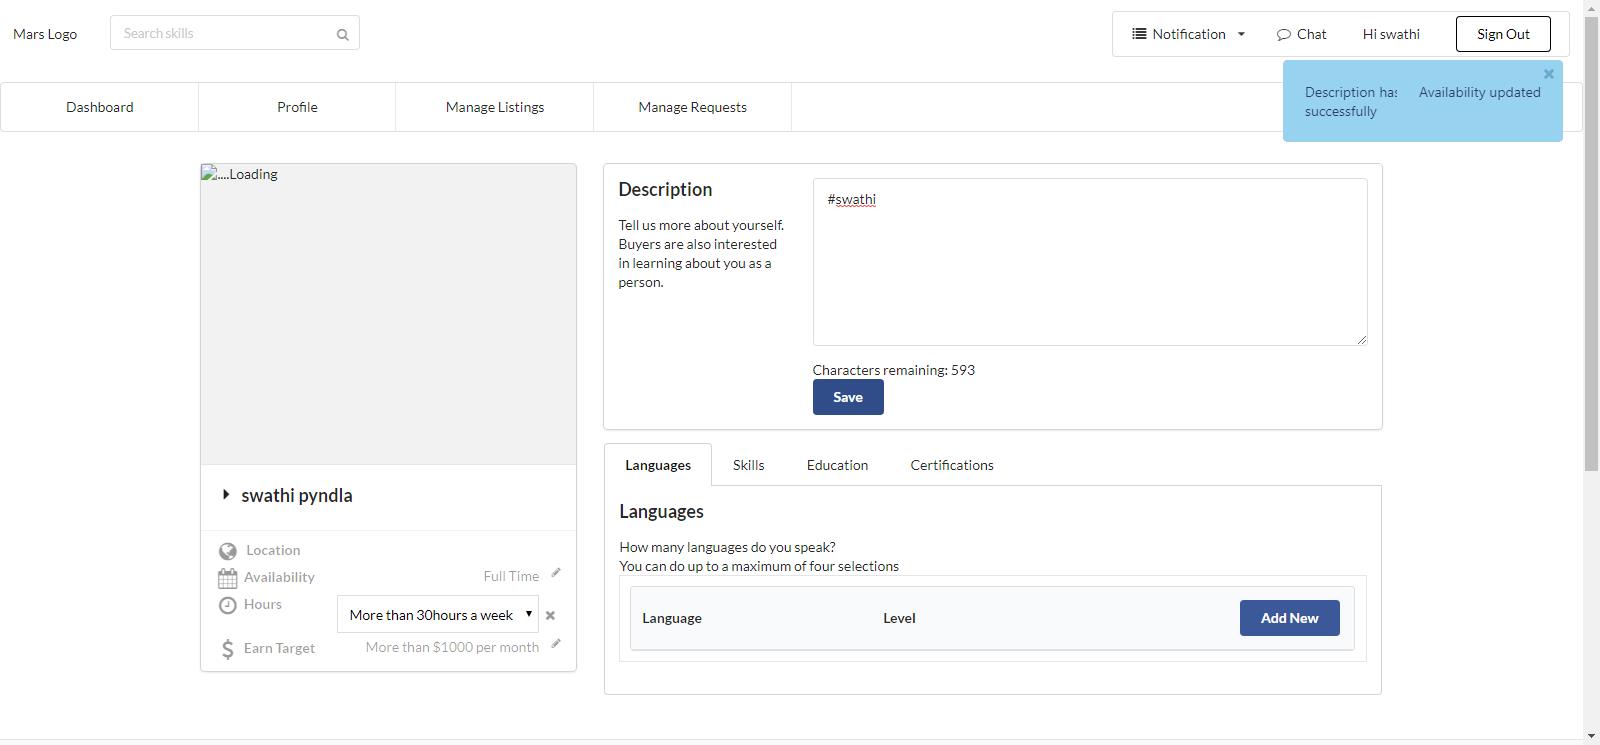 Mars Logo
Search skills
Notification
Chat
Hi swathi
Sign Out
Dashboard
Profile
Manage Listings
Manage Requests
Description has
successfully
Availability updated
....Loading
swathi pyndla
Location
Availability
Full Time
Hours
More than 30hours a week
Earn Target
More than $1000 per month
Description
Tell us more about yourself.
Buyers are also interested
in learning about you as a
person.
#swathi
Characters remaining: 593
Save
Languages
Skills
Education
Certifications
Languages
How many languages do you speak?
You can do up to a maximum of four selections
Language
Level
Add New